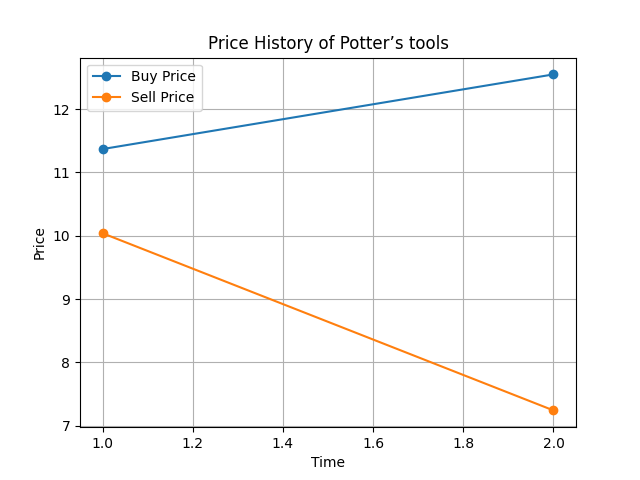 Price History of Potter’s tools
Buy Price
Sell Price
Price
12
11
10
9
8
7
1.0 1.2 1.4 1.6 1.8 2.0
Time